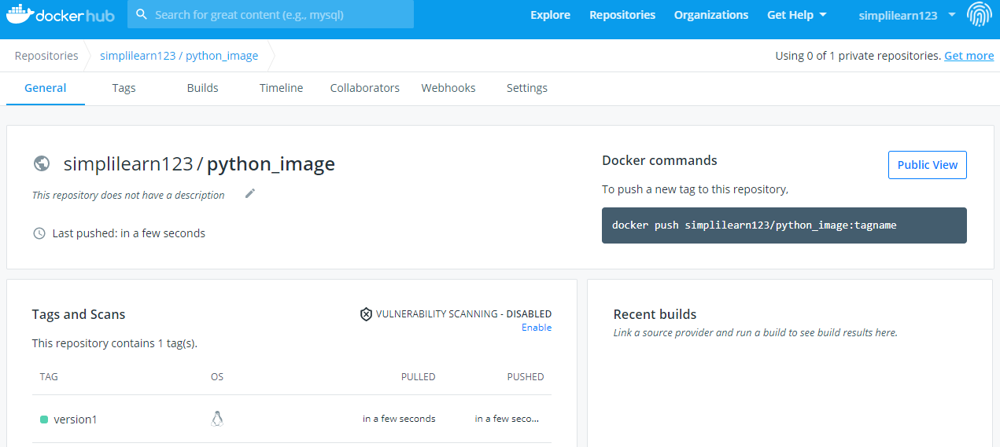 dockerhub Search for great content (e.g., mysql) Explore Repositories Organizations Get Help simplilearn123
Repositories simplilearn123 / python_image Using 0 of 1 private repositories. Get more
General Tags Builds Timeline Collaborators Webhooks Settings
simplilearn123 / python_image
This repository does not have a description
Last pushed: in a few seconds
Docker commands
Public View
To push a new tag to this repository,
docker push simplilearn123/python_image:tagname
Tags and Scans
VULNERABILITY SCANNING - DISABLED
Enable
This repository contains 1 tag(s).
TAG OS PULLED PUSHED
version1 in a few seconds in a few seco...
Recent builds
Link a source provider and run a build to see build results here.